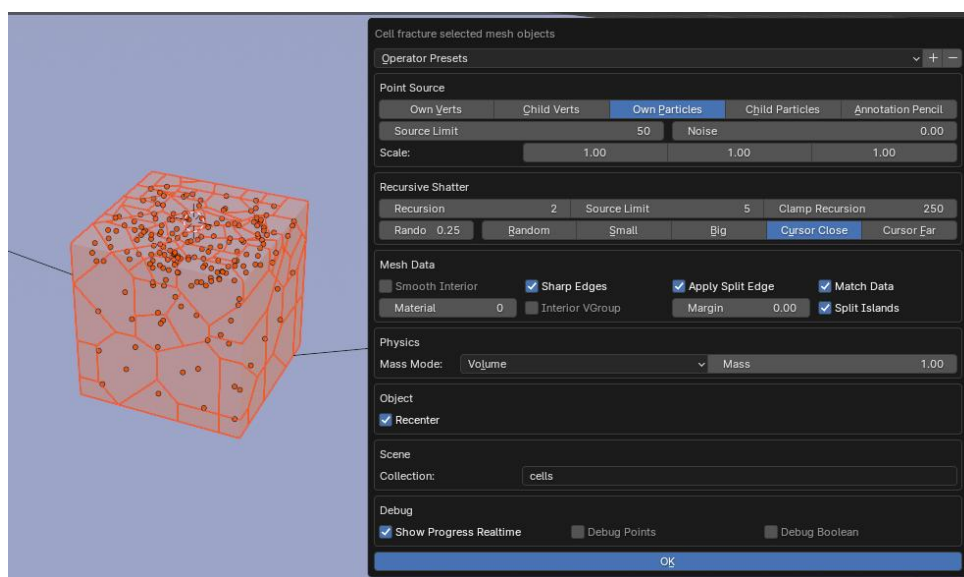 Cell fracture selected mesh objects
Operator Presets
Point Source
Own Verts Child Verts Own Particles Child Particles Annotation Pencil
Source Limit 50 Noise 0.00
Scale: 1.00 1.00 1.00
Recursive Shatter
Recursion 2 Source Limit 5 Clamp Recursion 250
Rando 0.25 Random Small Big Cursor Close Cursor Far
Mesh Data
Smooth Interior Sharp Edges Apply Split Edge Match Data
Material 0 Interior VGroup Margin 0.00 Split Islands
Physics
Mass Mode: Volume Mass 1.00
Object
Recenter
Scene
Collection: cells
Debug
Show Progress Realtime Debug Points Debug Boolean
OK